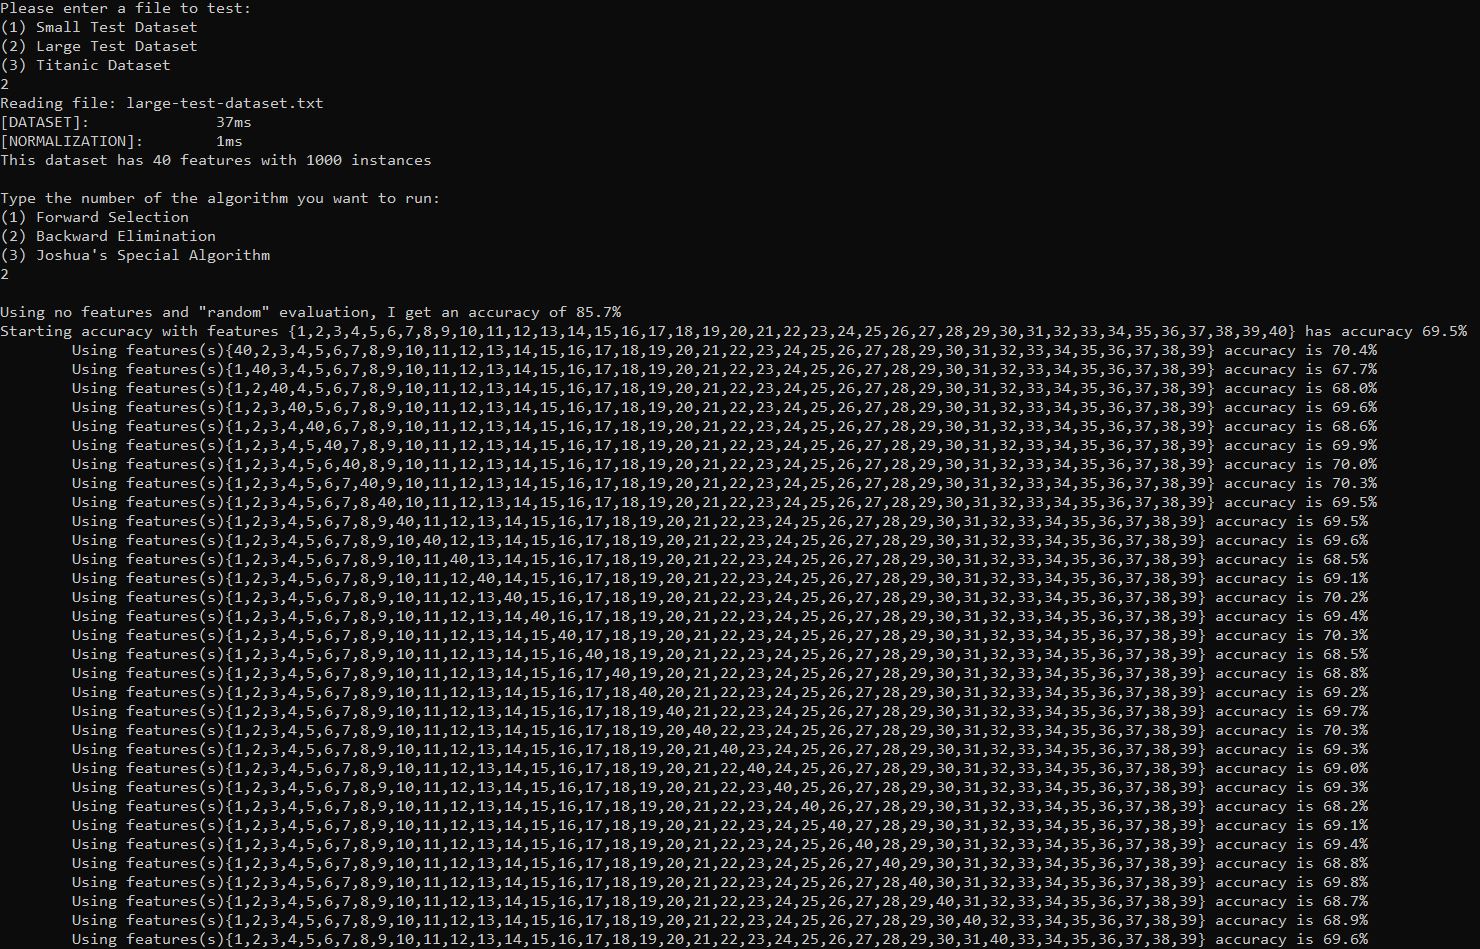 Please enter a file to test:
(1) Small Test Dataset
(2) Large Test Dataset
(3) Titanic Dataset
2
Reading file: large-test-dataset.txt
[DATASET]: 37ms
[NORMALIZATION]: 1ms
This dataset has 40 features with 1000 instances
Type the number of the algorithm you want to run:
(1) Forward Selection
(2) Backward Elimination
(3) Joshua's Special Algorithm
2
Using no features and "random" evaluation, I get an accuracy of 85.7%
Starting accuracy with features {1,2,3,4,5,6,7,8,9,10,11,12,13,14,15,16,17,18,19,20,21,22,23,24,25,26,27,28,29,30,31,32,33,34,35,36,37,38,39,40} has accuracy 69.5%
Using features(s){40,2,3,4,5,6,7,8,9,10,11,12,13,14,15,16,17,18,19,20,21,22,23,24,25,26,27,28,29,30,31,32,33,34,35,36,37,38,39} accuracy is 70.4%
Using features(s){1,40,3,4,5,6,7,8,9,10,11,12,13,14,15,16,17,18,19,20,21,22,23,24,25,26,27,28,29,30,31,32,33,34,35,36,37,38,39} accuracy is 67.7%
Using features(s){1,2,40,4,5,6,7,8,9,10,11,12,13,14,15,16,17,18,19,20,21,22,23,24,25,26,27,28,29,30,31,32,33,34,35,36,37,38,39} accuracy is 68.0%
Using features(s){1,2,3,40,5,6,7,8,9,10,11,12,13,14,15,16,17,18,19,20,21,22,23,24,25,26,27,28,29,30,31,32,33,34,35,36,37,38,39} accuracy is 69.6%
Using features(s){1,2,3,4,40,6,7,8,9,10,11,12,13,14,15,16,17,18,19,20,21,22,23,24,25,26,27,28,29,30,31,32,33,34,35,36,37,38,39} accuracy is 68.6%
Using features(s){1,2,3,4,5,40,7,8,9,10,11,12,13,14,15,16,17,18,19,20,21,22,23,24,25,26,27,28,29,30,31,32,33,34,35,36,37,38,39} accuracy is 69.9%
Using features(s){1,2,3,4,5,6,40,8,9,10,11,12,13,14,15,16,17,18,19,20,21,22,23,24,25,26,27,28,29,30,31,32,33,34,35,36,37,38,39} accuracy is 70.0%
Using features(s){1,2,3,4,5,6,7,40,9,10,11,12,13,14,15,16,17,18,19,20,21,22,23,24,25,26,27,28,29,30,31,32,33,34,35,36,37,38,39} accuracy is 70.3%
Using features(s){1,2,3,4,5,6,7,8,40,10,11,12,13,14,15,16,17,18,19,20,21,22,23,24,25,26,27,28,29,30,31,32,33,34,35,36,37,38,39} accuracy is 69.5%
Using features(s){1,2,3,4,5,6,7,8,9,40,11,12,13,14,15,16,17,18,19,20,21,22,23,24,25,26,27,28,29,30,31,32,33,34,35,36,37,38,39} accuracy is 69.5%
Using features(s){1,2,3,4,5,6,7,8,9,10,40,12,13,14,15,16,17,18,19,20,21,22,23,24,25,26,27,28,29,30,31,32,33,34,35,36,37,38,39} accuracy is 69.6%
Using features(s){1,2,3,4,5,6,7,8,9,10,11,40,13,14,15,16,17,18,19,20,21,22,23,24,25,26,27,28,29,30,31,32,33,34,35,36,37,38,39} accuracy is 68.5%
Using features(s){1,2,3,4,5,6,7,8,9,10,11,12,40,14,15,16,17,18,19,20,21,22,23,24,25,26,27,28,29,30,31,32,33,34,35,36,37,38,39} accuracy is 69.1%
Using features(s){1,2,3,4,5,6,7,8,9,10,11,12,13,40,15,16,17,18,19,20,21,22,23,24,25,26,27,28,29,30,31,32,33,34,35,36,37,38,39} accuracy is 70.2%
Using features(s){1,2,3,4,5,6,7,8,9,10,11,12,13,14,40,16,17,18,19,20,21,22,23,24,25,26,27,28,29,30,31,32,33,34,35,36,37,38,39} accuracy is 69.4%
Using features(s){1,2,3,4,5,6,7,8,9,10,11,12,13,14,15,40,17,18,19,20,21,22,23,24,25,26,27,28,29,30,31,32,33,34,35,36,37,38,39} accuracy is 70.3%
Using features(s){1,2,3,4,5,6,7,8,9,10,11,12,13,14,15,16,40,18,19,20,21,22,23,24,25,26,27,28,29,30,31,32,33,34,35,36,37,38,39} accuracy is 68.5%
Using features(s){1,2,3,4,5,6,7,8,9,10,11,12,13,14,15,16,17,40,19,20,21,22,23,24,25,26,27,28,29,30,31,32,33,34,35,36,37,38,39} accuracy is 68.8%
Using features(s){1,2,3,4,5,6,7,8,9,10,11,12,13,14,15,16,17,18,40,20,21,22,23,24,25,26,27,28,29,30,31,32,33,34,35,36,37,38,39} accuracy is 69.2%
Using features(s){1,2,3,4,5,6,7,8,9,10,11,12,13,14,15,16,17,18,19,40,21,22,23,24,25,26,27,28,29,30,31,32,33,34,35,36,37,38,39} accuracy is 69.7%
Using features(s){1,2,3,4,5,6,7,8,9,10,11,12,13,14,15,16,17,18,19,20,40,22,23,24,25,26,27,28,29,30,31,32,33,34,35,36,37,38,39} accuracy is 70.3%
Using features(s){1,2,3,4,5,6,7,8,9,10,11,12,13,14,15,16,17,18,19,20,21,40,23,24,25,26,27,28,29,30,31,32,33,34,35,36,37,38,39} accuracy is 69.3%
Using features(s){1,2,3,4,5,6,7,8,9,10,11,12,13,14,15,16,17,18,19,20,21,22,40,24,25,26,27,28,29,30,31,32,33,34,35,36,37,38,39} accuracy is 69.0%
Using features(s){1,2,3,4,5,6,7,8,9,10,11,12,13,14,15,16,17,18,19,20,21,22,23,40,25,26,27,28,29,30,31,32,33,34,35,36,37,38,39} accuracy is 69.3%
Using features(s){1,2,3,4,5,6,7,8,9,10,11,12,13,14,15,16,17,18,19,20,21,22,23,24,40,26,27,28,29,30,31,32,33,34,35,36,37,38,39} accuracy is 68.2%
Using features(s){1,2,3,4,5,6,7,8,9,10,11,12,13,14,15,16,17,18,19,20,21,22,23,24,25,40,27,28,29,30,31,32,33,34,35,36,37,38,39} accuracy is 69.1%
Using features(s){1,2,3,4,5,6,7,8,9,10,11,12,13,14,15,16,17,18,19,20,21,22,23,24,25,26,40,28,29,30,31,32,33,34,35,36,37,38,39} accuracy is 69.4%
Using features(s){1,2,3,4,5,6,7,8,9,10,11,12,13,14,15,16,17,18,19,20,21,22,23,24,25,26,27,40,29,30,31,32,33,34,35,36,37,38,39} accuracy is 68.8%
Using features(s){1,2,3,4,5,6,7,8,9,10,11,12,13,14,15,16,17,18,19,20,21,22,23,24,25,26,27,28,40,30,31,32,33,34,35,36,37,38,39} accuracy is 69.8%
Using features(s){1,2,3,4,5,6,7,8,9,10,11,12,13,14,15,16,17,18,19,20,21,22,23,24,25,26,27,28,29,40,31,32,33,34,35,36,37,38,39} accuracy is 68.7%
Using features(s){1,2,3,4,5,6,7,8,9,10,11,12,13,14,15,16,17,18,19,20,21,22,23,24,25,26,27,28,29,30,40,32,33,34,35,36,37,38,39} accuracy is 68.9%
Using features(s){1,2,3,4,5,6,7,8,9,10,11,12,13,14,15,16,17,18,19,20,21,22,23,24,25,26,27,28,29,30,31,40,33,34,35,36,37,38,39} accuracy is 69.6%